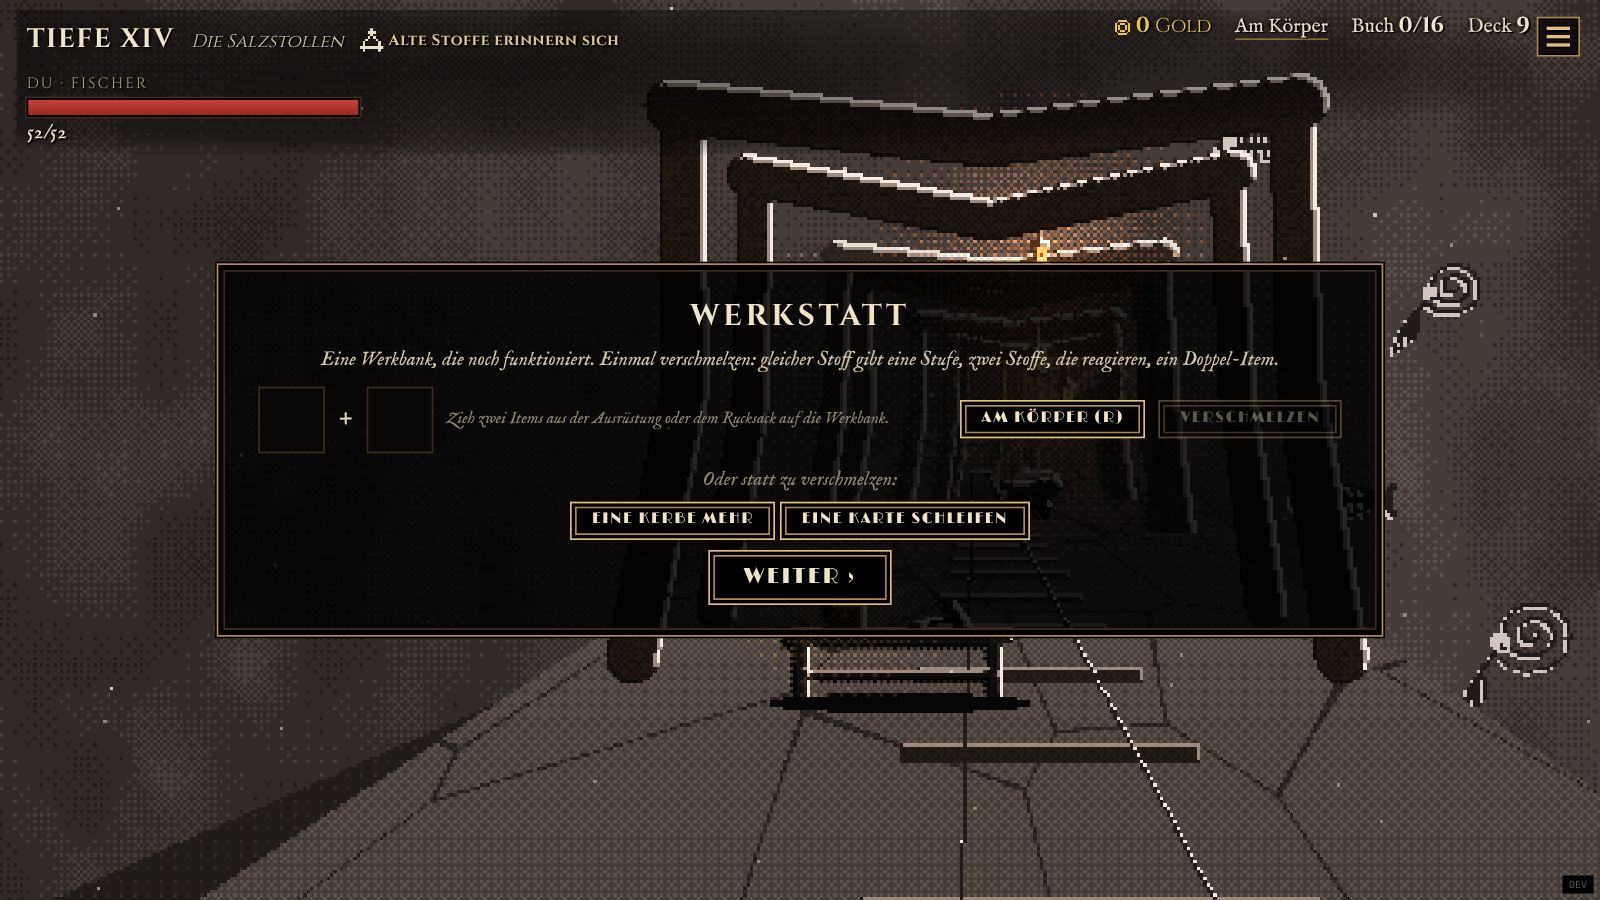 TIEFE XIV DIE SALZSTOLLEN ALTE STOFFE ERINNERN SICH 0 GOLD Am Körper Buch 0/16 Deck 9
DU · FISCHER
52/52
WERKSTATT
Eine Werkbank, die noch funktioniert. Einmal verschmelzen: gleicher Stoff gibt eine Stufe, zwei Stoffe, die reagieren, ein Doppel-Item.
+ Zieh zwei Items aus der Ausrüstung oder dem Rucksack auf die Werkbank. AM KÖRPER (R) VERSCHMELZEN
Oder statt zu verschmelzen:
EINE KERBE MEHR EINE KARTE SCHLEIFEN
WEITER ›
DEV